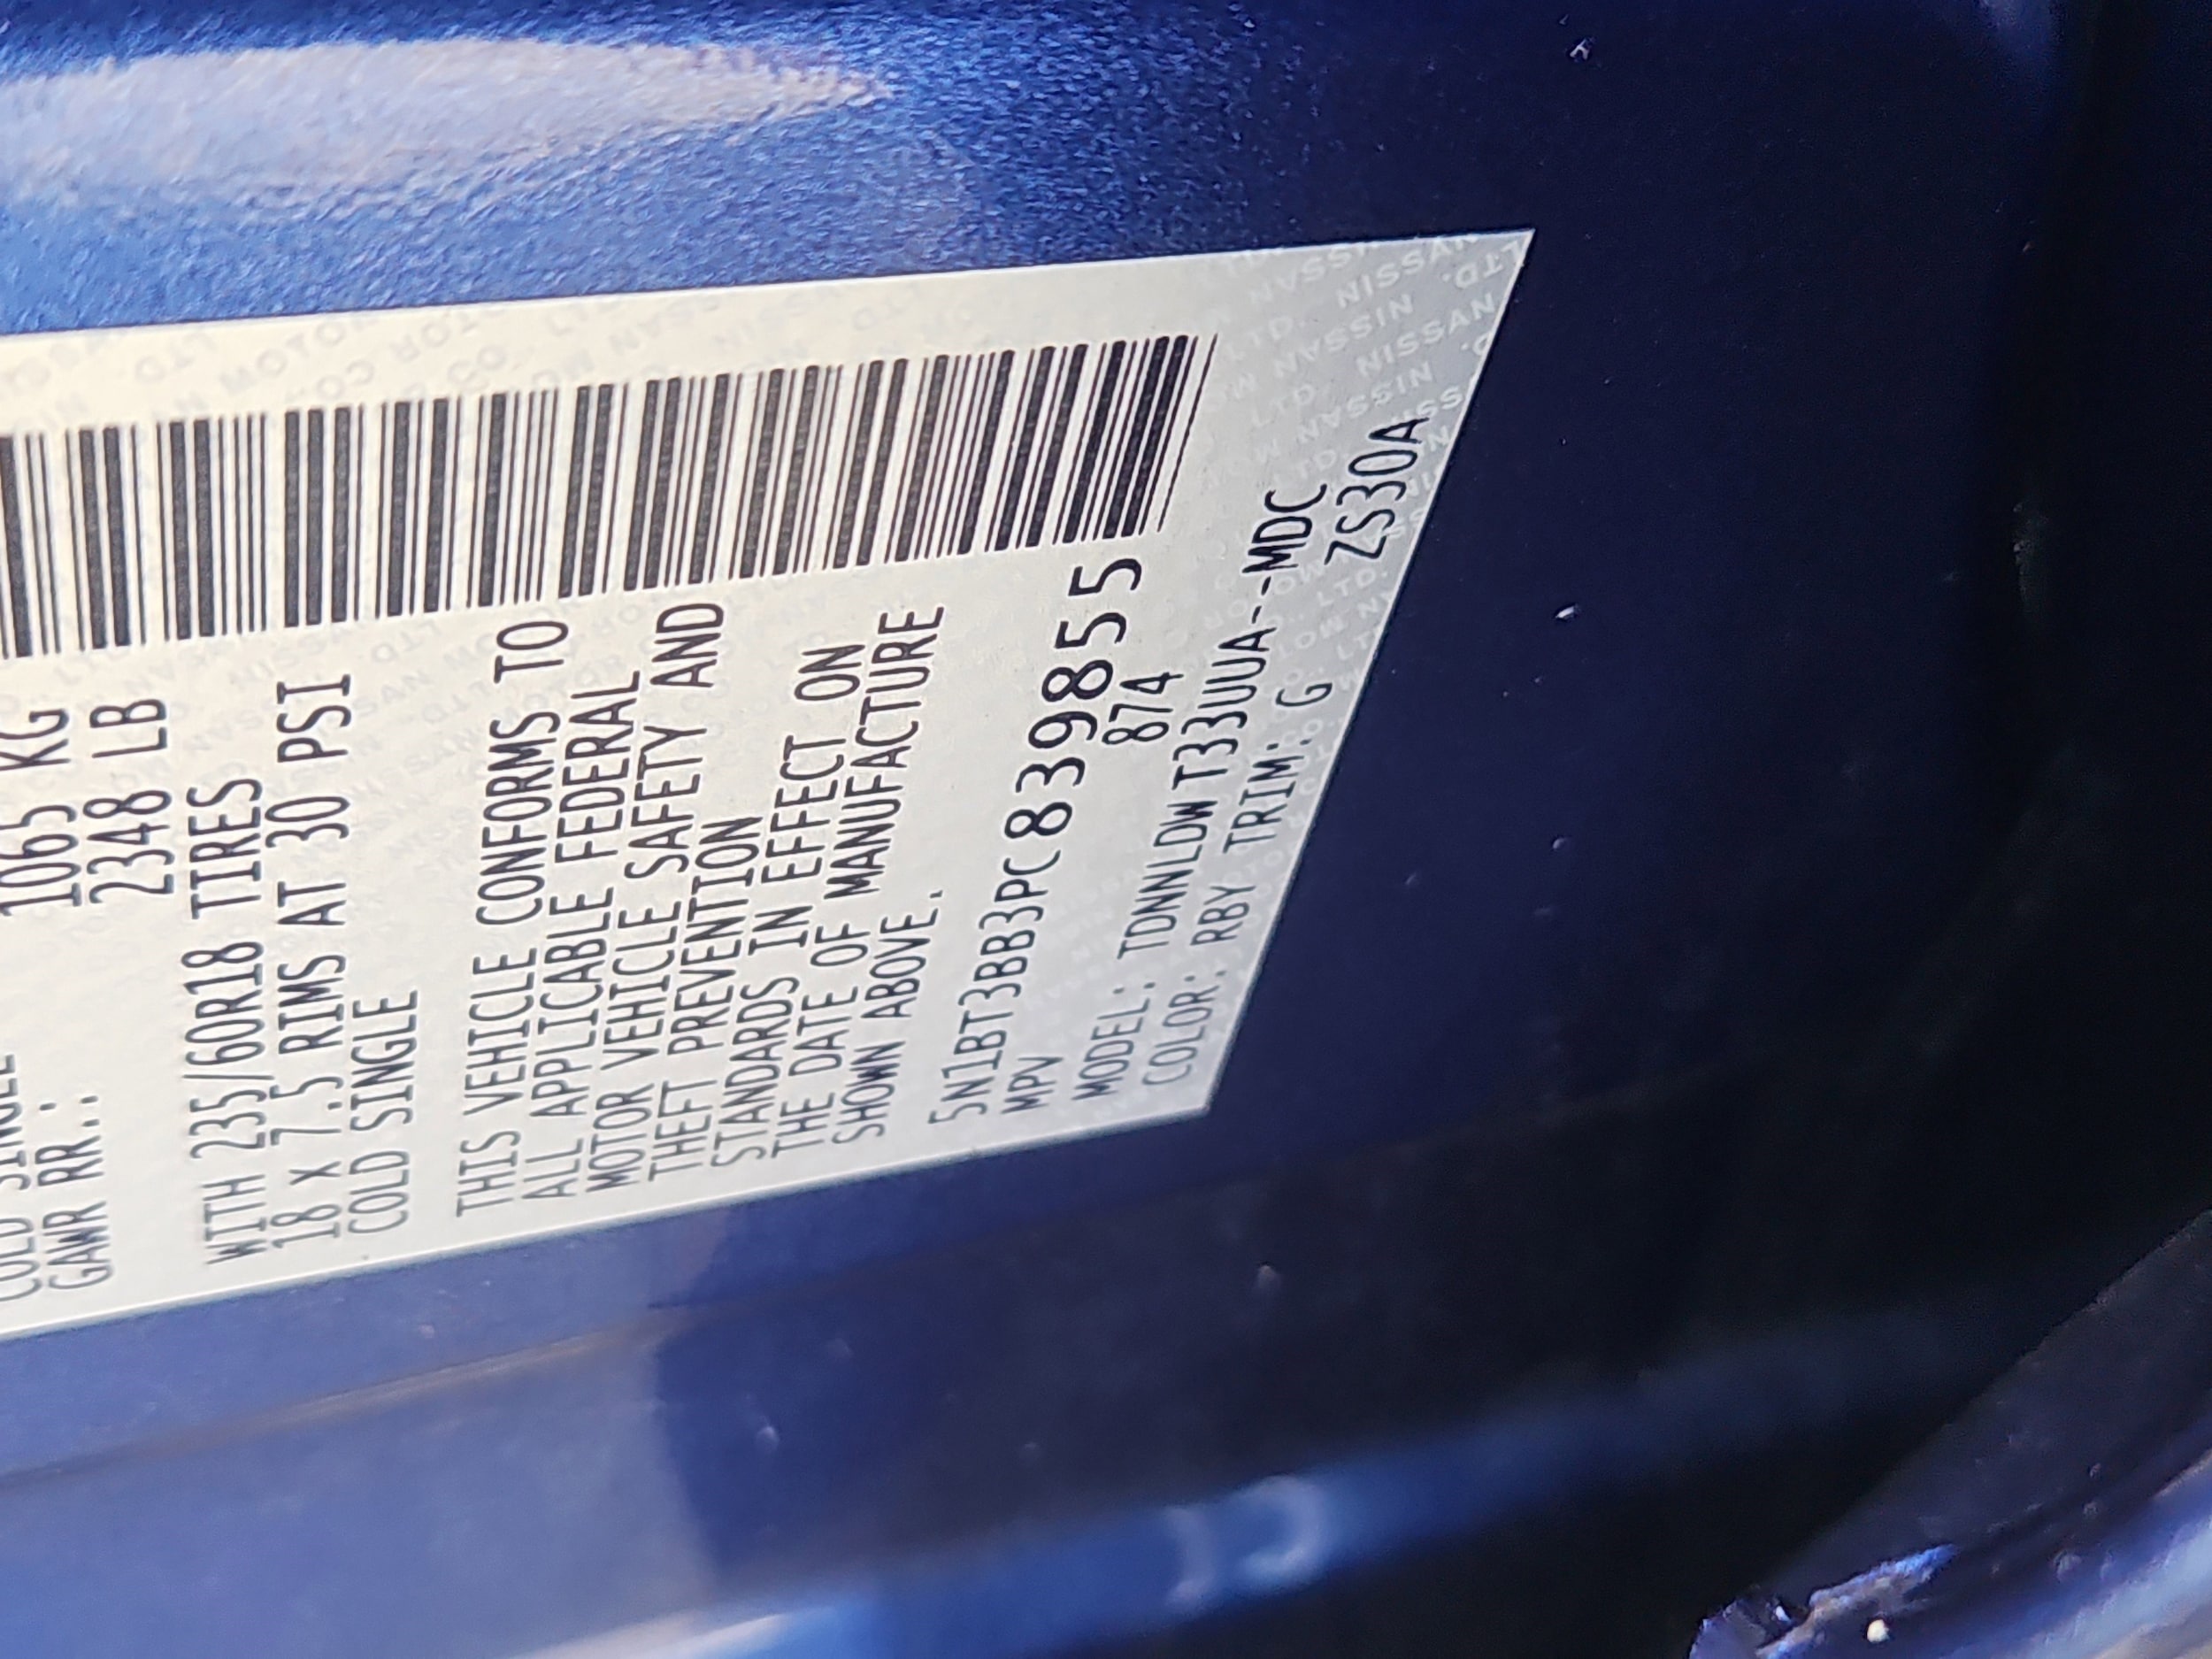 GAWR RR.: 1065 KG
2348 LB
WITH 235/60R18 TIRES
18 x 7.5 RIMS AT 30 PSI
COLD SINGLE
THIS VEHICLE CONFORMS TO
ALL APPLICABLE FEDERAL
MOTOR VEHICLE SAFETY AND
THEFT PREVENTION
STANDARDS IN EFFECT ON
THE DATE OF MANUFACTURE
SHOWN ABOVE.
5N1BT3BB3PC839855
MPV 874
MODEL: TDNNLDWT33UUA--MDC
COLOR: RBY TRIM: G ZS30A